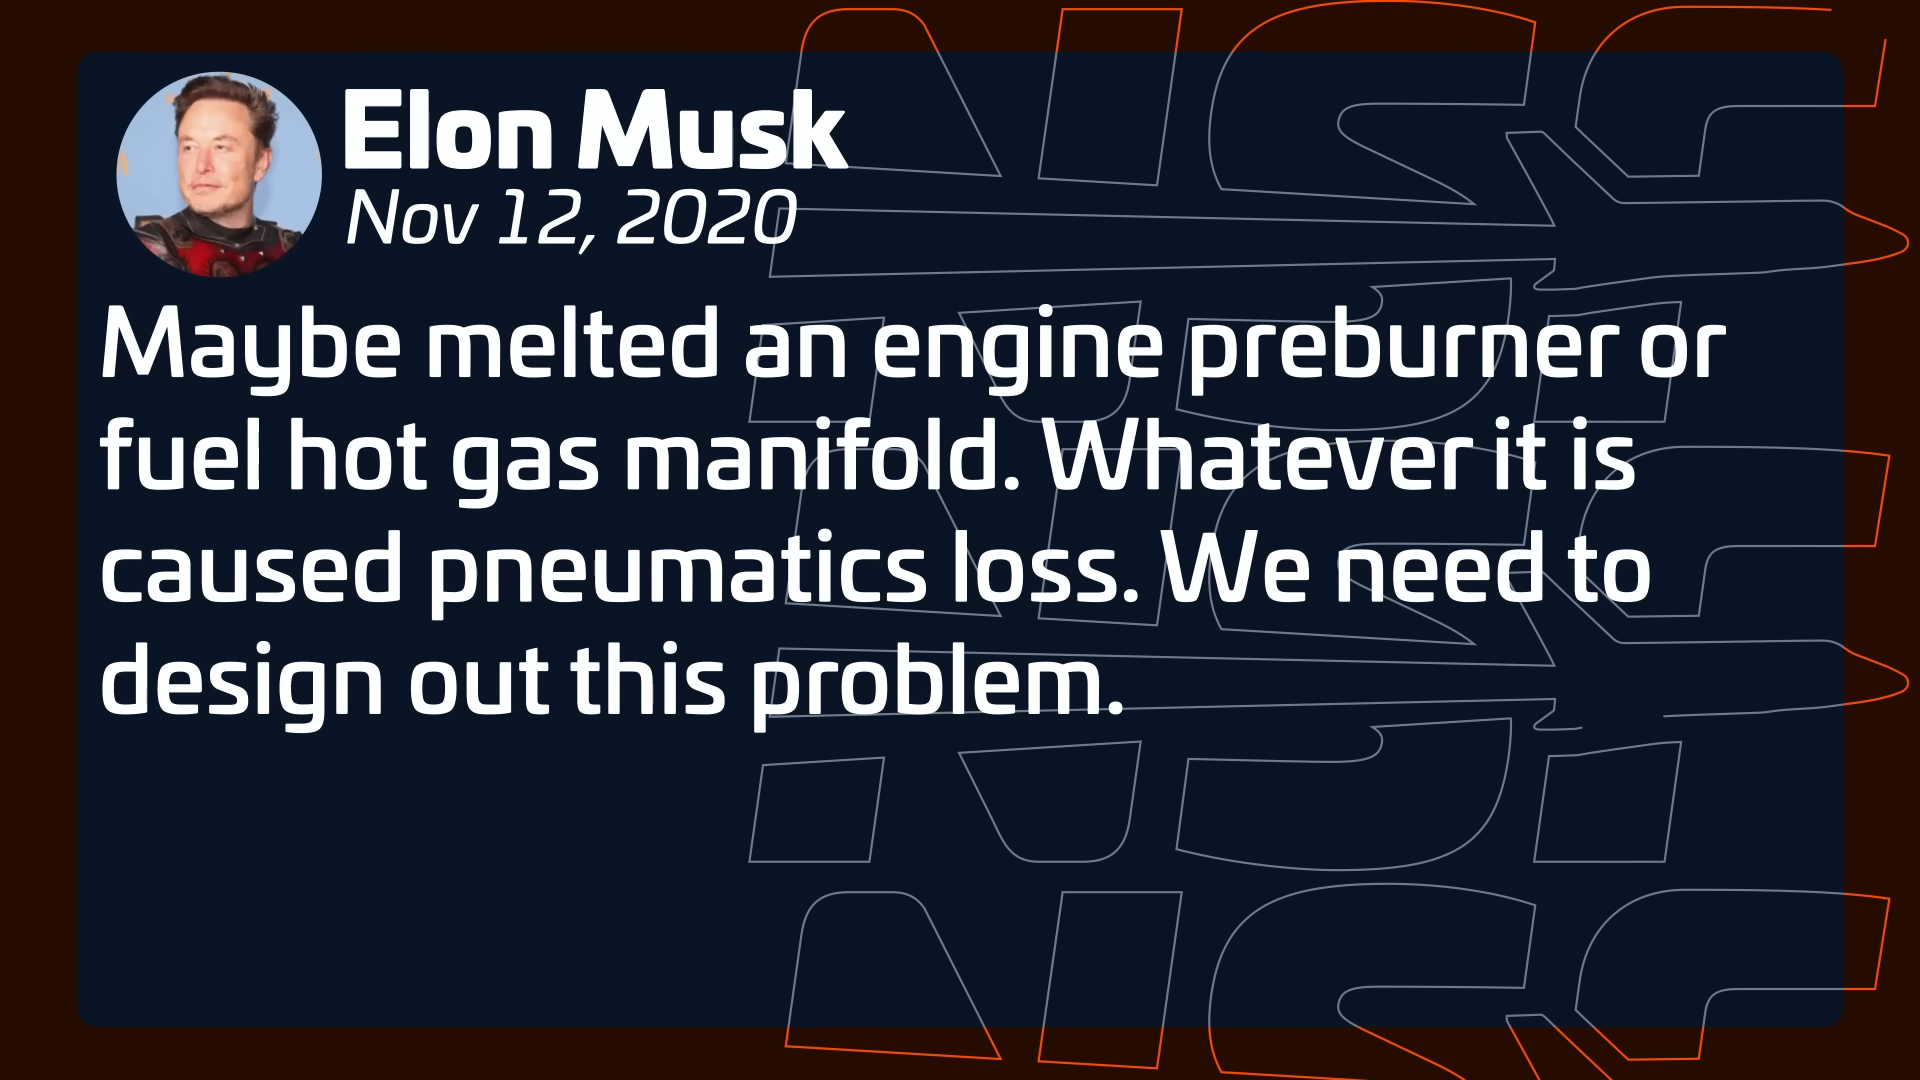 Elon Musk
Nov 12, 2020
Maybe melted an engine preburner or
fuel hot gas manifold. Whatever it is
caused pneumatics loss. We need to
design out this problem.